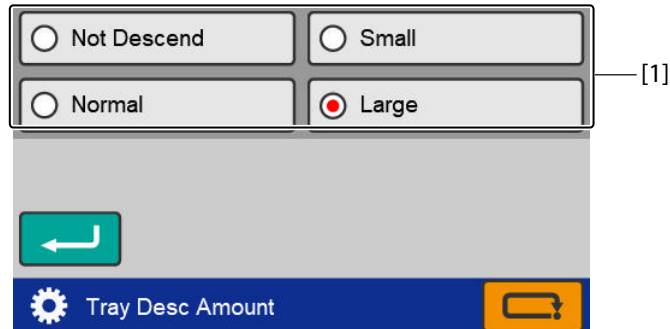 Not Descend
Small
[1]
Normal
Large
Tray Desc Amount